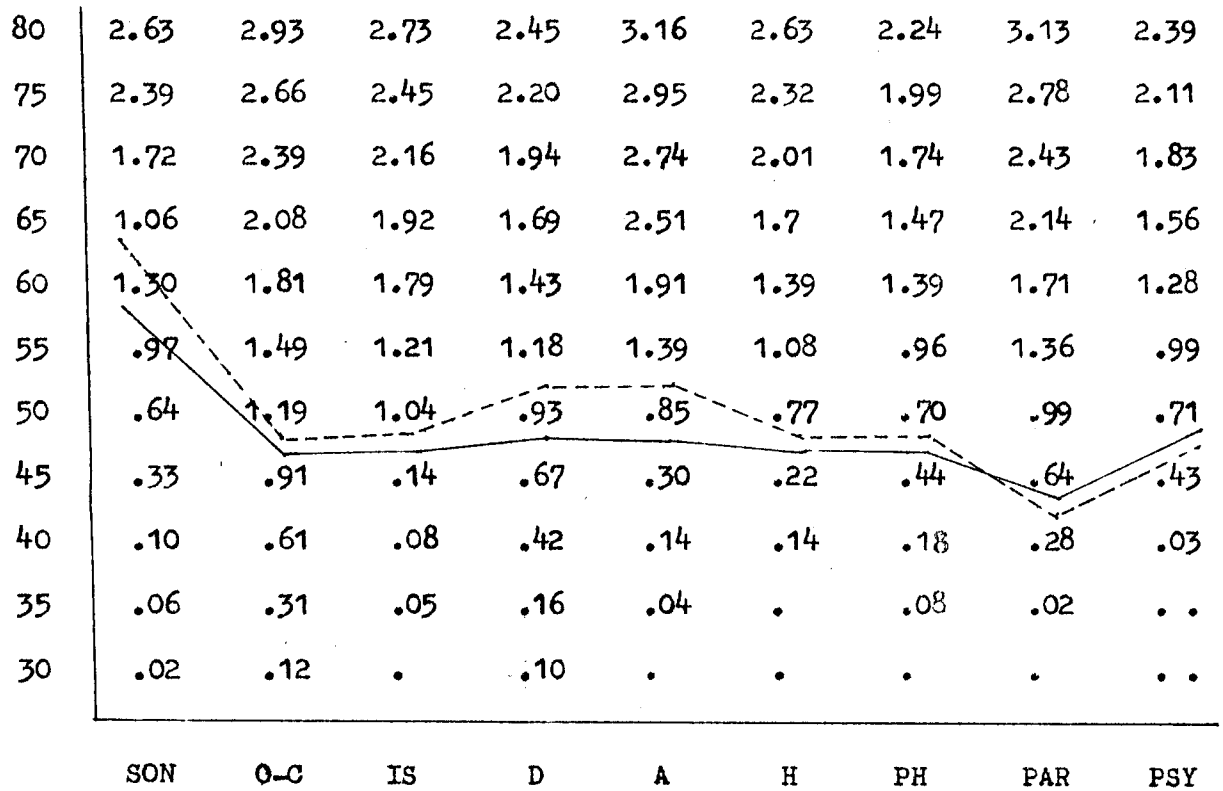 80 2.63 2.93 2.73 2.45 3.16 2.63 2.24 3.13 2.39
75 2.39 2.66 2.45 2.20 2.95 2.32 1.99 2.78 2.11
70 1.72 2.39 2.16 1.94 2.74 2.01 1.74 2.43 1.83
65 1.06 2.08 1.92 1.69 2.51 1.7 1.47 2.14 1.56
60 1.30 1.81 1.79 1.43 1.91 1.39 1.39 1.71 1.28
55 .97 1.49 1.21 1.18 1.39 1.08 .96 1.36 .99
50 .64 1.19 1.04 .93 .85 .77 .70 .99 .71
45 .33 .91 .14 .67 .30 .22 .44 .64 .43
40 .10 .61 .08 .42 .14 .14 .18 .28 .03
35 .06 .31 .05 .16 .04 . .08 .02 . .
30 .02 .12 . .10 . . . . . .
SON O-C IS D A H PH PAR PSY